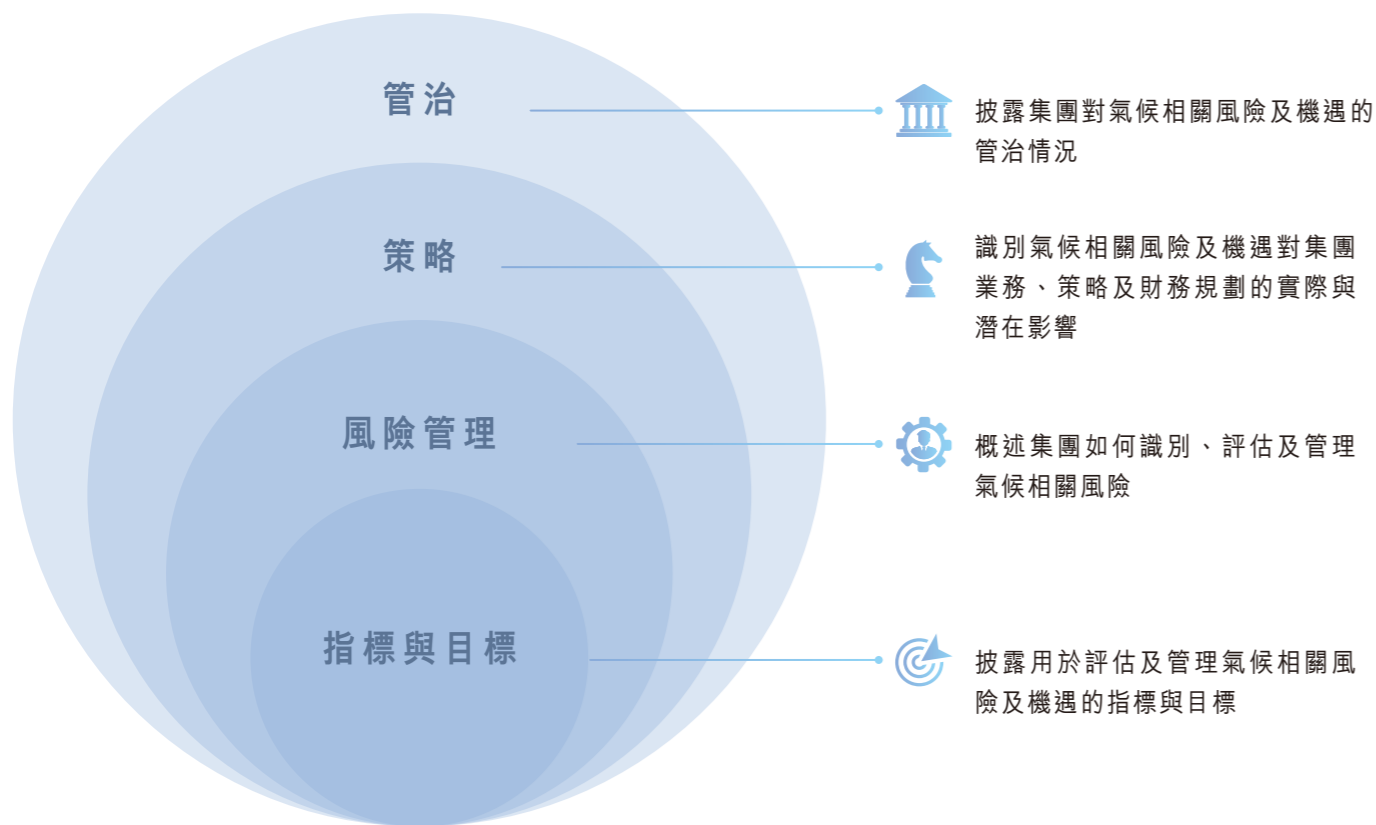 管治
披露集團對氣候相關風險及機遇的
管治情況
策略
識別氣候相關風險及機遇對集團
業務、策略及財務規劃的實際與
潛在影響
風險管理
概述集團如何識別、評估及管理
氣候相關風險
指標與目標
披露用於評估及管理氣候相關風
險及機遇的指標與目標